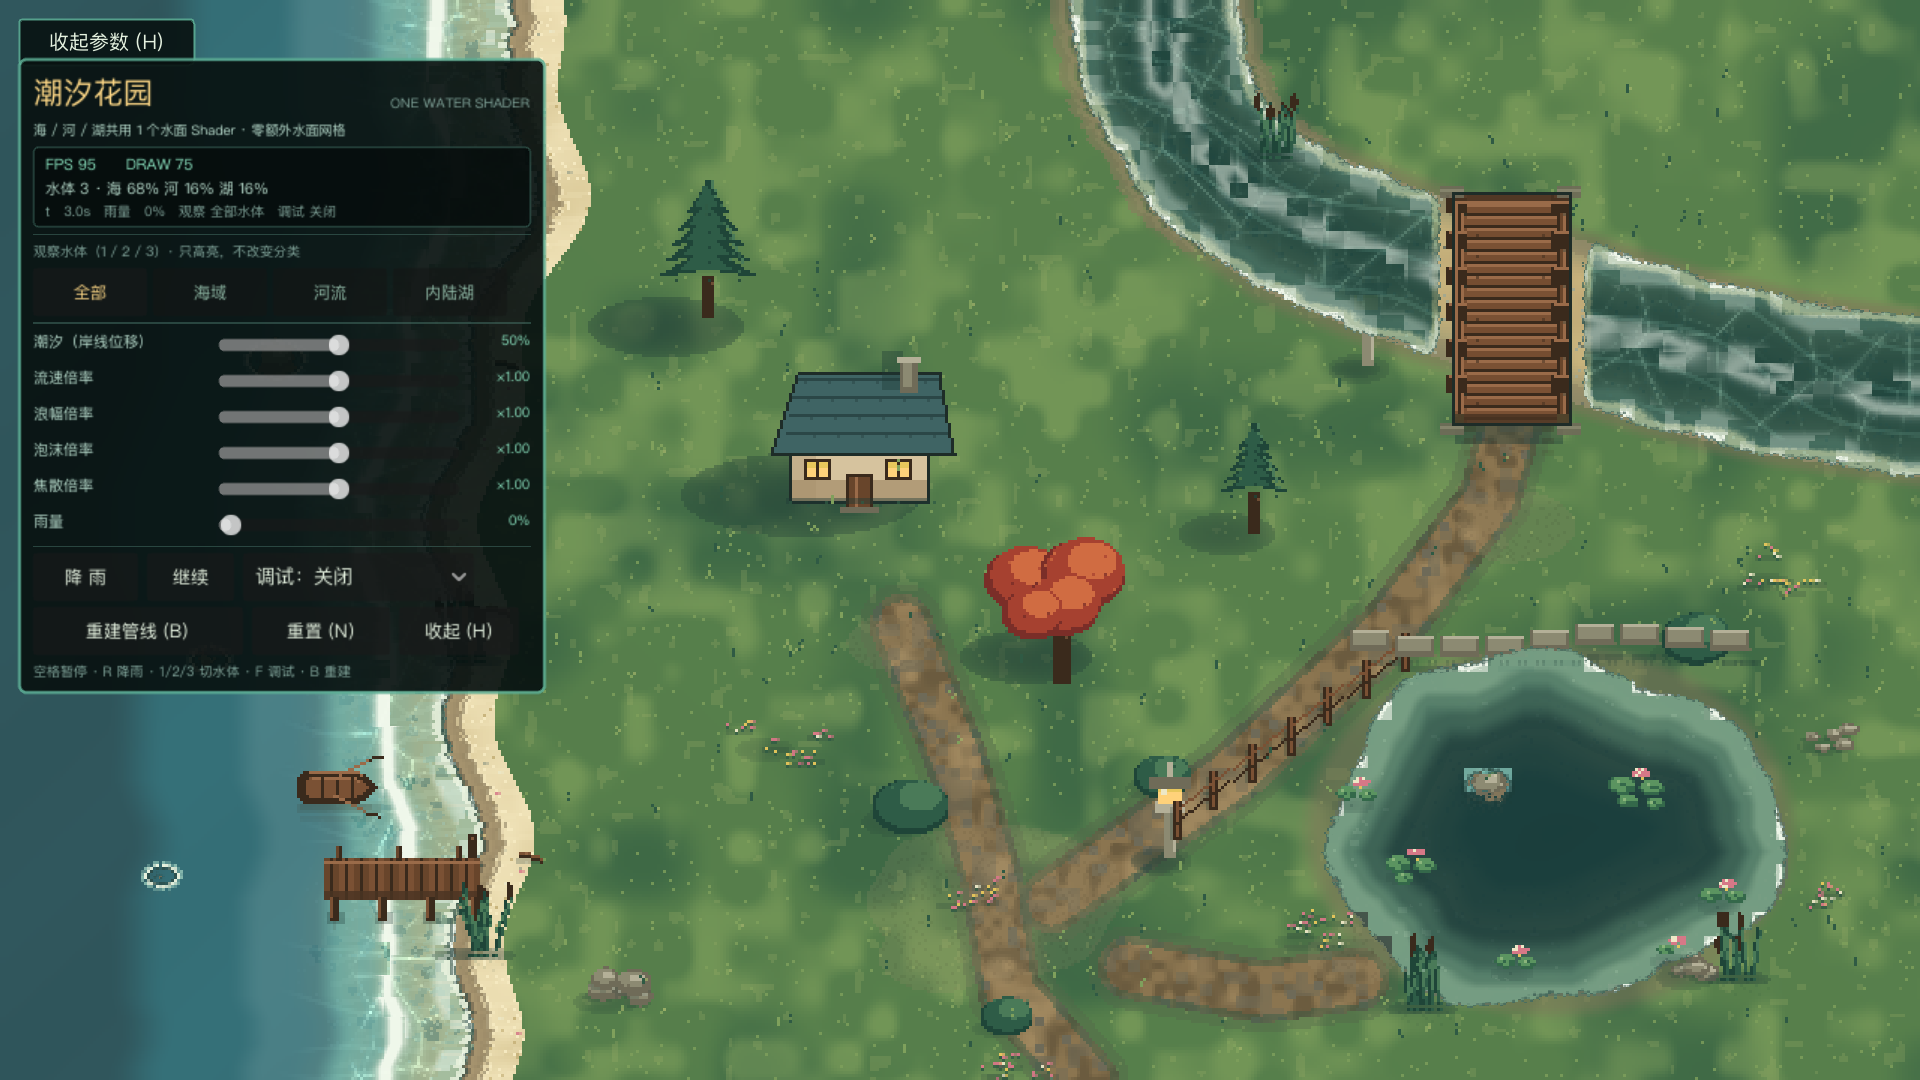 收起参数 (H)
潮汐花园
ONE WATER SHADER
海 / 河 / 湖共用 1 个水面 Shader · 零额外水面网格
FPS 95 DRAW 75
水体 3 · 海 68% 河 16% 湖 16%
t 3.0s 雨量 0% 观察 全部水体 调试 关闭
观察水体（1 / 2 / 3）· 只高亮，不改变分类
全部 海域 河流 内陆湖
潮汐（岸线位移） 50%
流速倍率 ×1.00
浪幅倍率 ×1.00
泡沫倍率 ×1.00
焦散倍率 ×1.00
雨量 0%
降 雨 继续 调试：关闭
重建管线 (B) 重置 (N) 收起 (H)
空格暂停 · R 降雨 · 1/2/3 切水体 · F 调试 · B 重建